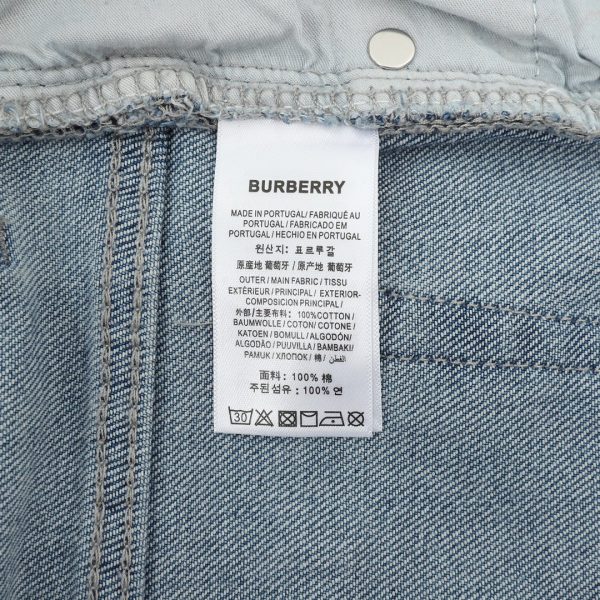 BURBERRY
MADE IN PORTUGAL / FABRIQUÉ AU
PORTUGAL / FABRICADO EM
PORTUGAL / HECHO EN PORTUGAL
원산지: 포르투갈
原産地 葡萄牙 / 原产地 葡萄牙
OUTER / MAIN FABRIC / TISSU
EXTÉRIEUR / PRINCIPAL / EXTERIOR-
COMPOSICIÓN PRINCIPAL /
外部 / 主要布料 : 100%COTTON /
BAUMWOLLE / COTON / COTONE /
KATOEN / BOMULL / ALGODÓN /
ALGODÃO / PUUVILLA / BAMBAKI /
PAMUK / ХЛОПОК / 棉 / القطن /
面料 : 100% 棉
주된섬유 : 100% 면
30